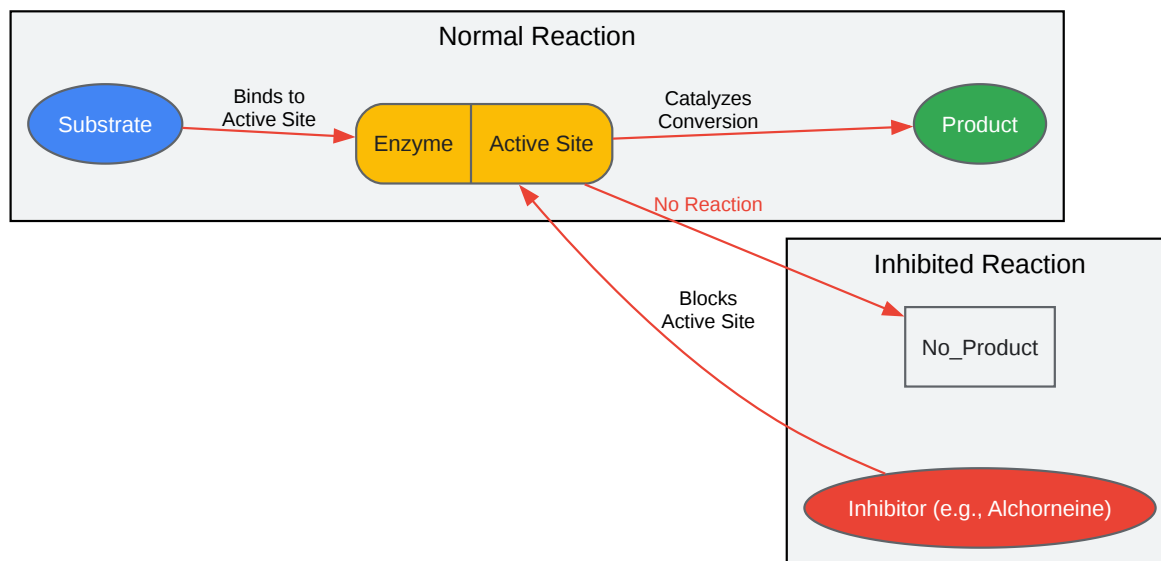 Normal Reaction
Substrate
Binds to
Active Site
Enzyme
Active Site
Catalyzes
Conversion
Product
No Reaction
Inhibited Reaction
Blocks
Active Site
No_Product
Inhibitor (e.g., Alchorneine)